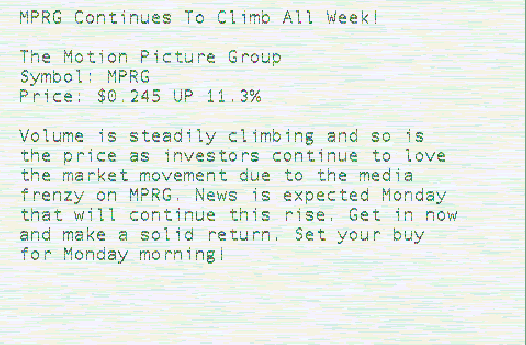 MPRG Continues To Climb All Week!
The Motion Picture Group
Symbol: MPRG
Price: $0.245 UP 11.3%
Volume is steadily climbing and so is
the price as investors continue to love
the market movement due to the media
frenzy on MPRG. News is expected Monday
that will continue this rise. Get in now
and make a solid return. Set your buy
for Monday morning!